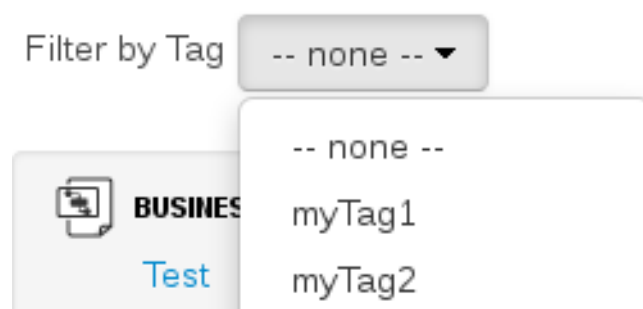 Filter by Tag -- none --
-- none --
myTag1
BUSINES
myTag2
Test